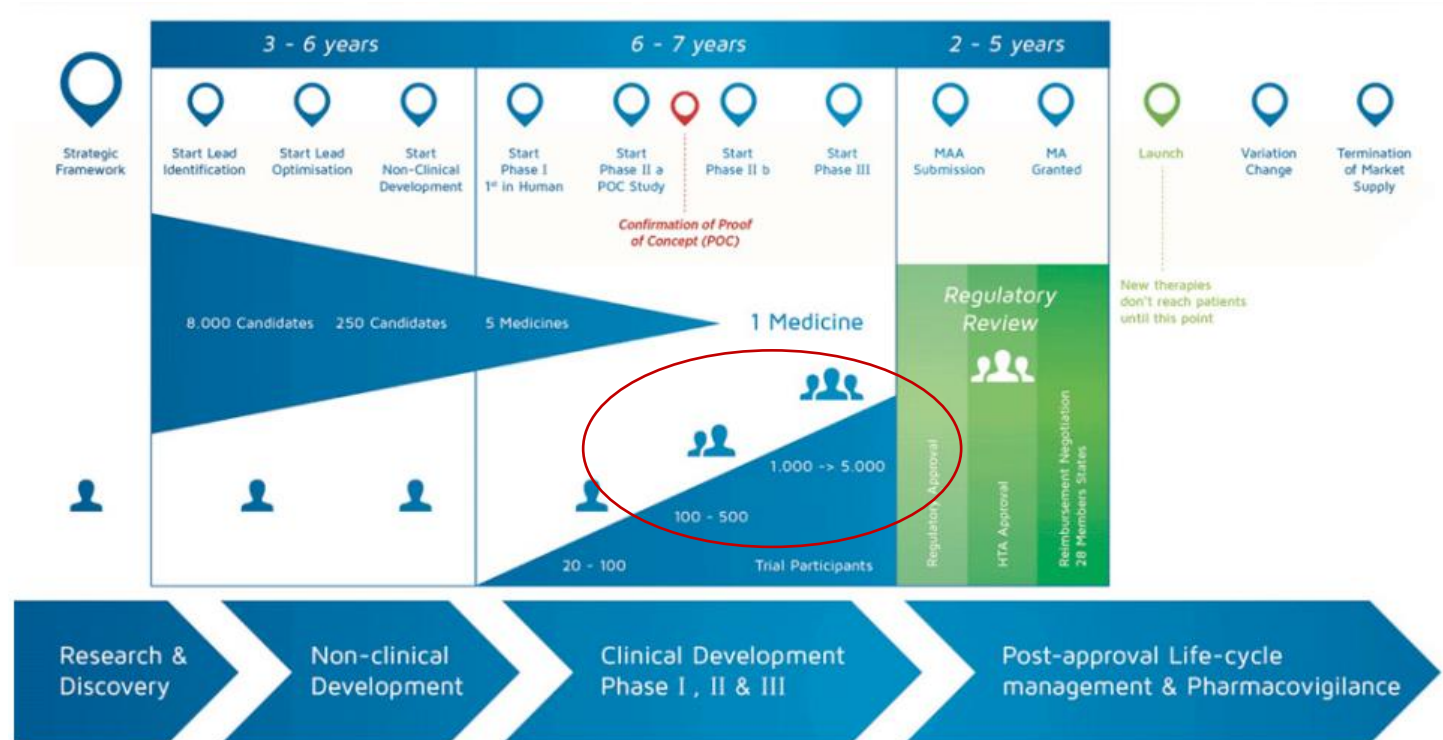 3 - 6 years
6 - 7 years
2 - 5 years
Strategic
Framework
Start Lead
Identification
Start Lead
Optimisation
Start
Non-Clinical
Development
Start
Phase I
1st in Human
Start
Phase II a
POC Study
Start
Phase II b
Start
Phase III
MAA
Submission
MA
Granted
Launch
Variation
Change
Termination
of Market
Supply
Confirmation of Proof
of Concept (POC)
8.000 Candidates
250 Candidates
5 Medicines
1 Medicine
Regulatory
Review
New therapies
don't reach patients
until this point
1.000 -> 5.000
100 - 500
20 - 100
Trial Participants
Regulatory Approval
HTA Approval
Reimbursement Negotiation
28 Members States
Research &
Discovery
Non-clinical
Development
Clinical Development
Phase I , II & III
Post-approval Life-cycle
management & Pharmacovigilance